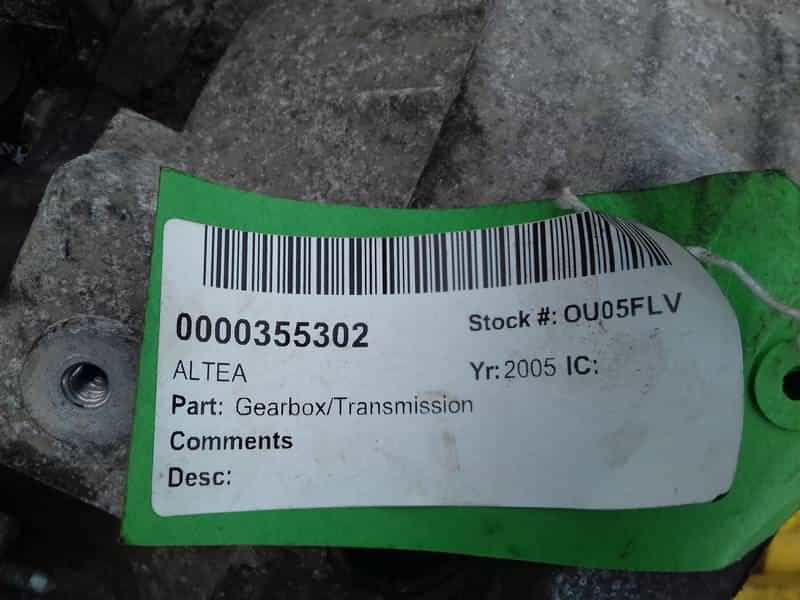 0000355302 Stock #: OU05FLV
ALTEA Yr: 2005 IC:
Part: Gearbox/Transmission
Comments
Desc: